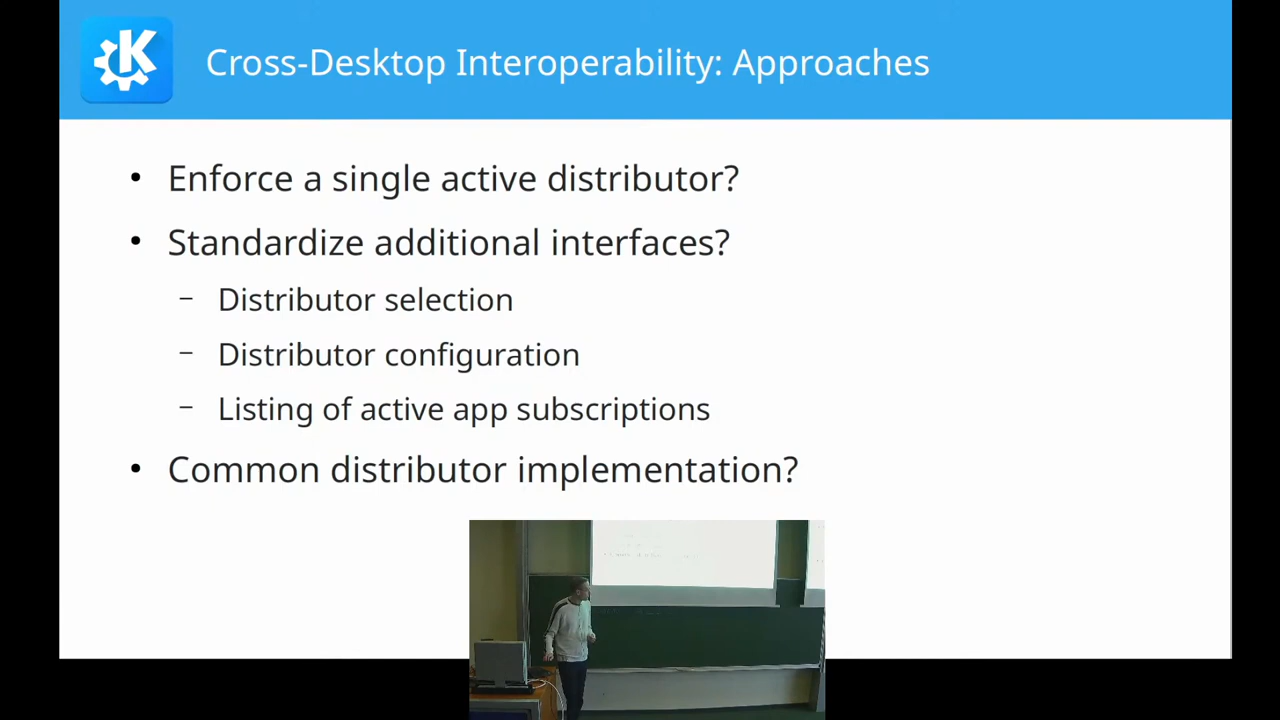 Cross-Desktop Interoperability: Approaches
• Enforce a single active distributor?
• Standardize additional interfaces?
– Distributor selection
– Distributor configuration
– Listing of active app subscriptions
• Common distributor implementation?